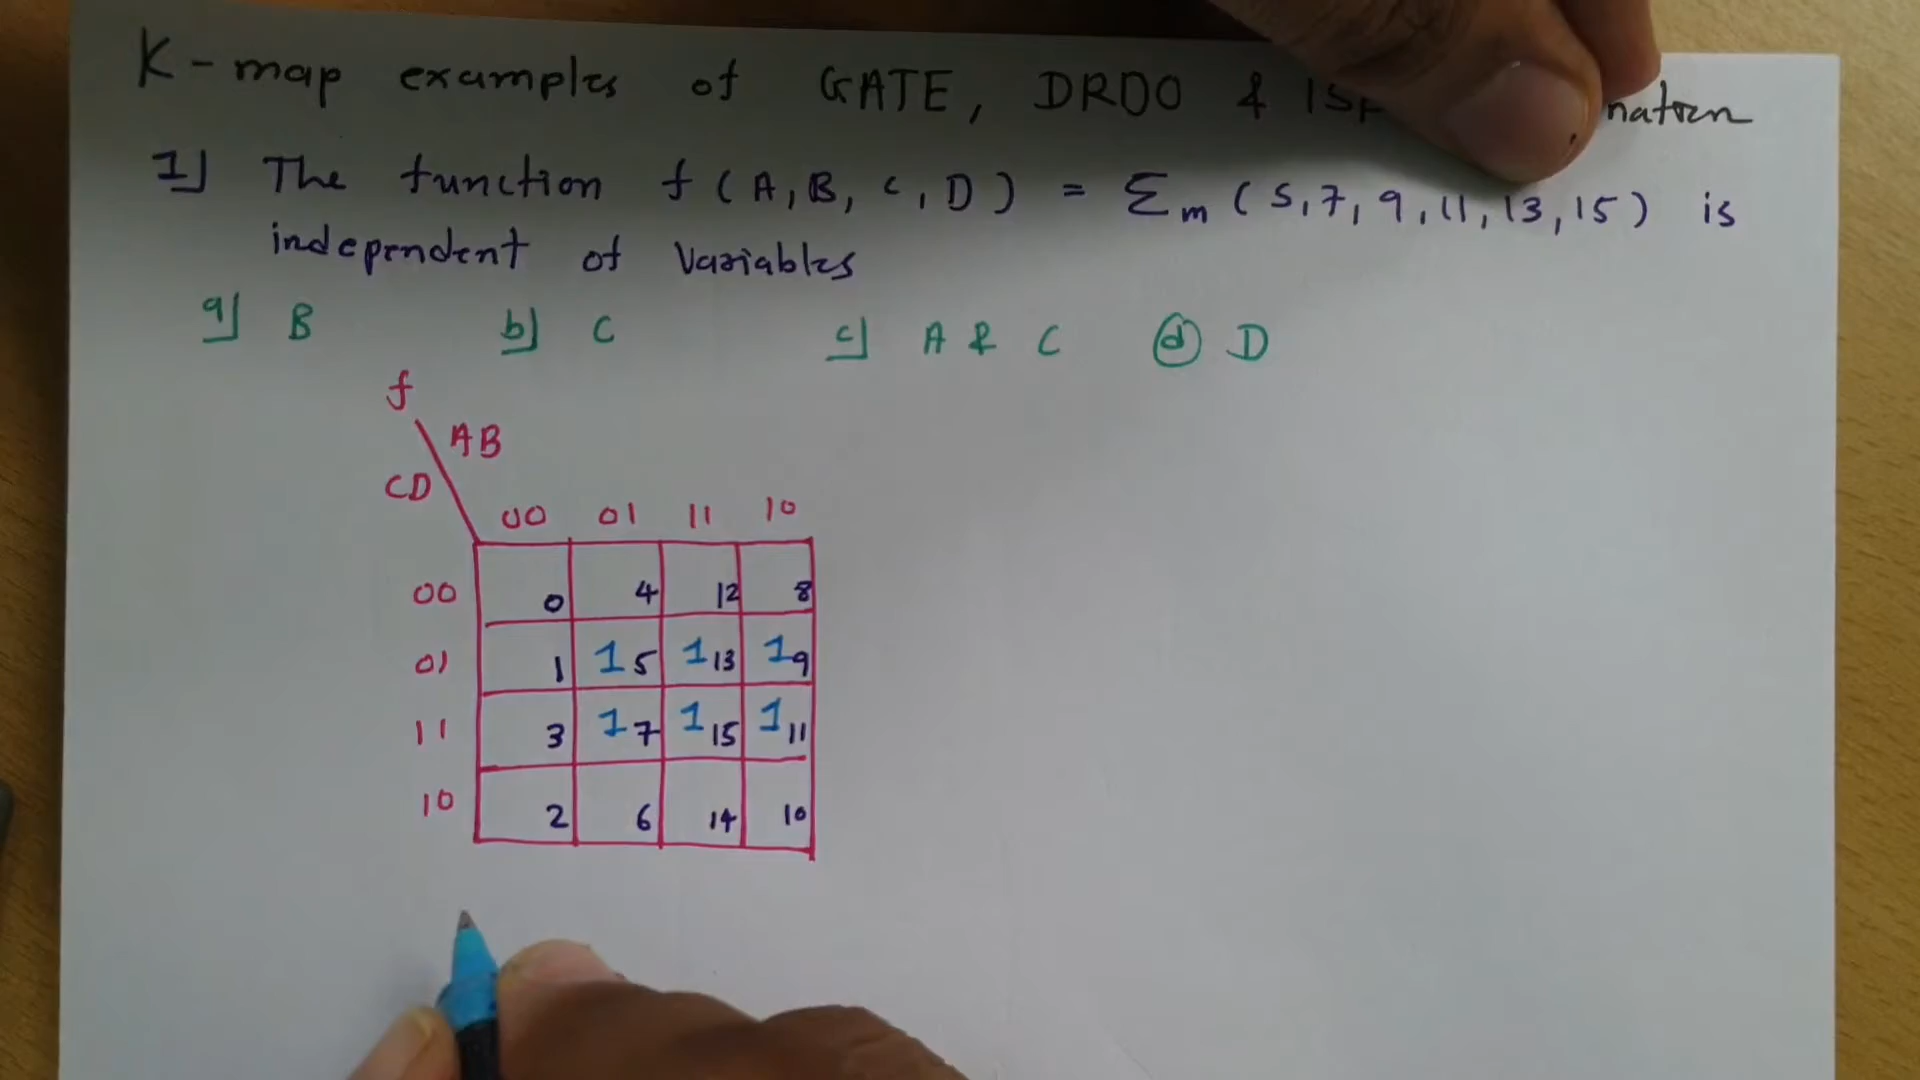 K-map examples of GATE, DRDO &
1] The function f(A,B,C,D) = Σm(5,7,9,11,13,15) is
independent of variables
a] B b] C c] A & C d D
f
AB
CD
00 01 11 10
00 0 4 12 8
01 1 1 5 1 13 1 9
11 3 1 7 1 15 1 11
10 2 6 14 10